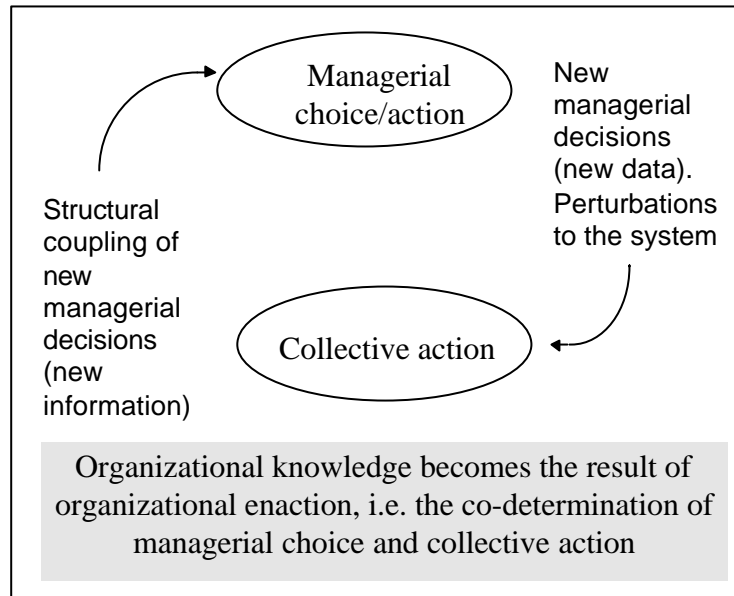 Managerial
choice/action
New
managerial
decisions
(new data).
Perturbations
to the system
Structural
coupling of
new
managerial
decisions
(new
information)
Collective action
Organizational knowledge becomes the result of
organizational enaction, i.e. the co-determination of
managerial choice and collective action